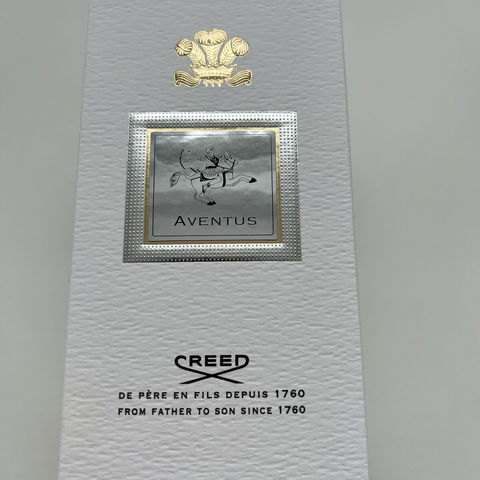 AVENTUS
CREED
DE PÈRE EN FILS DEPUIS 1760
FROM FATHER TO SON SINCE 1760